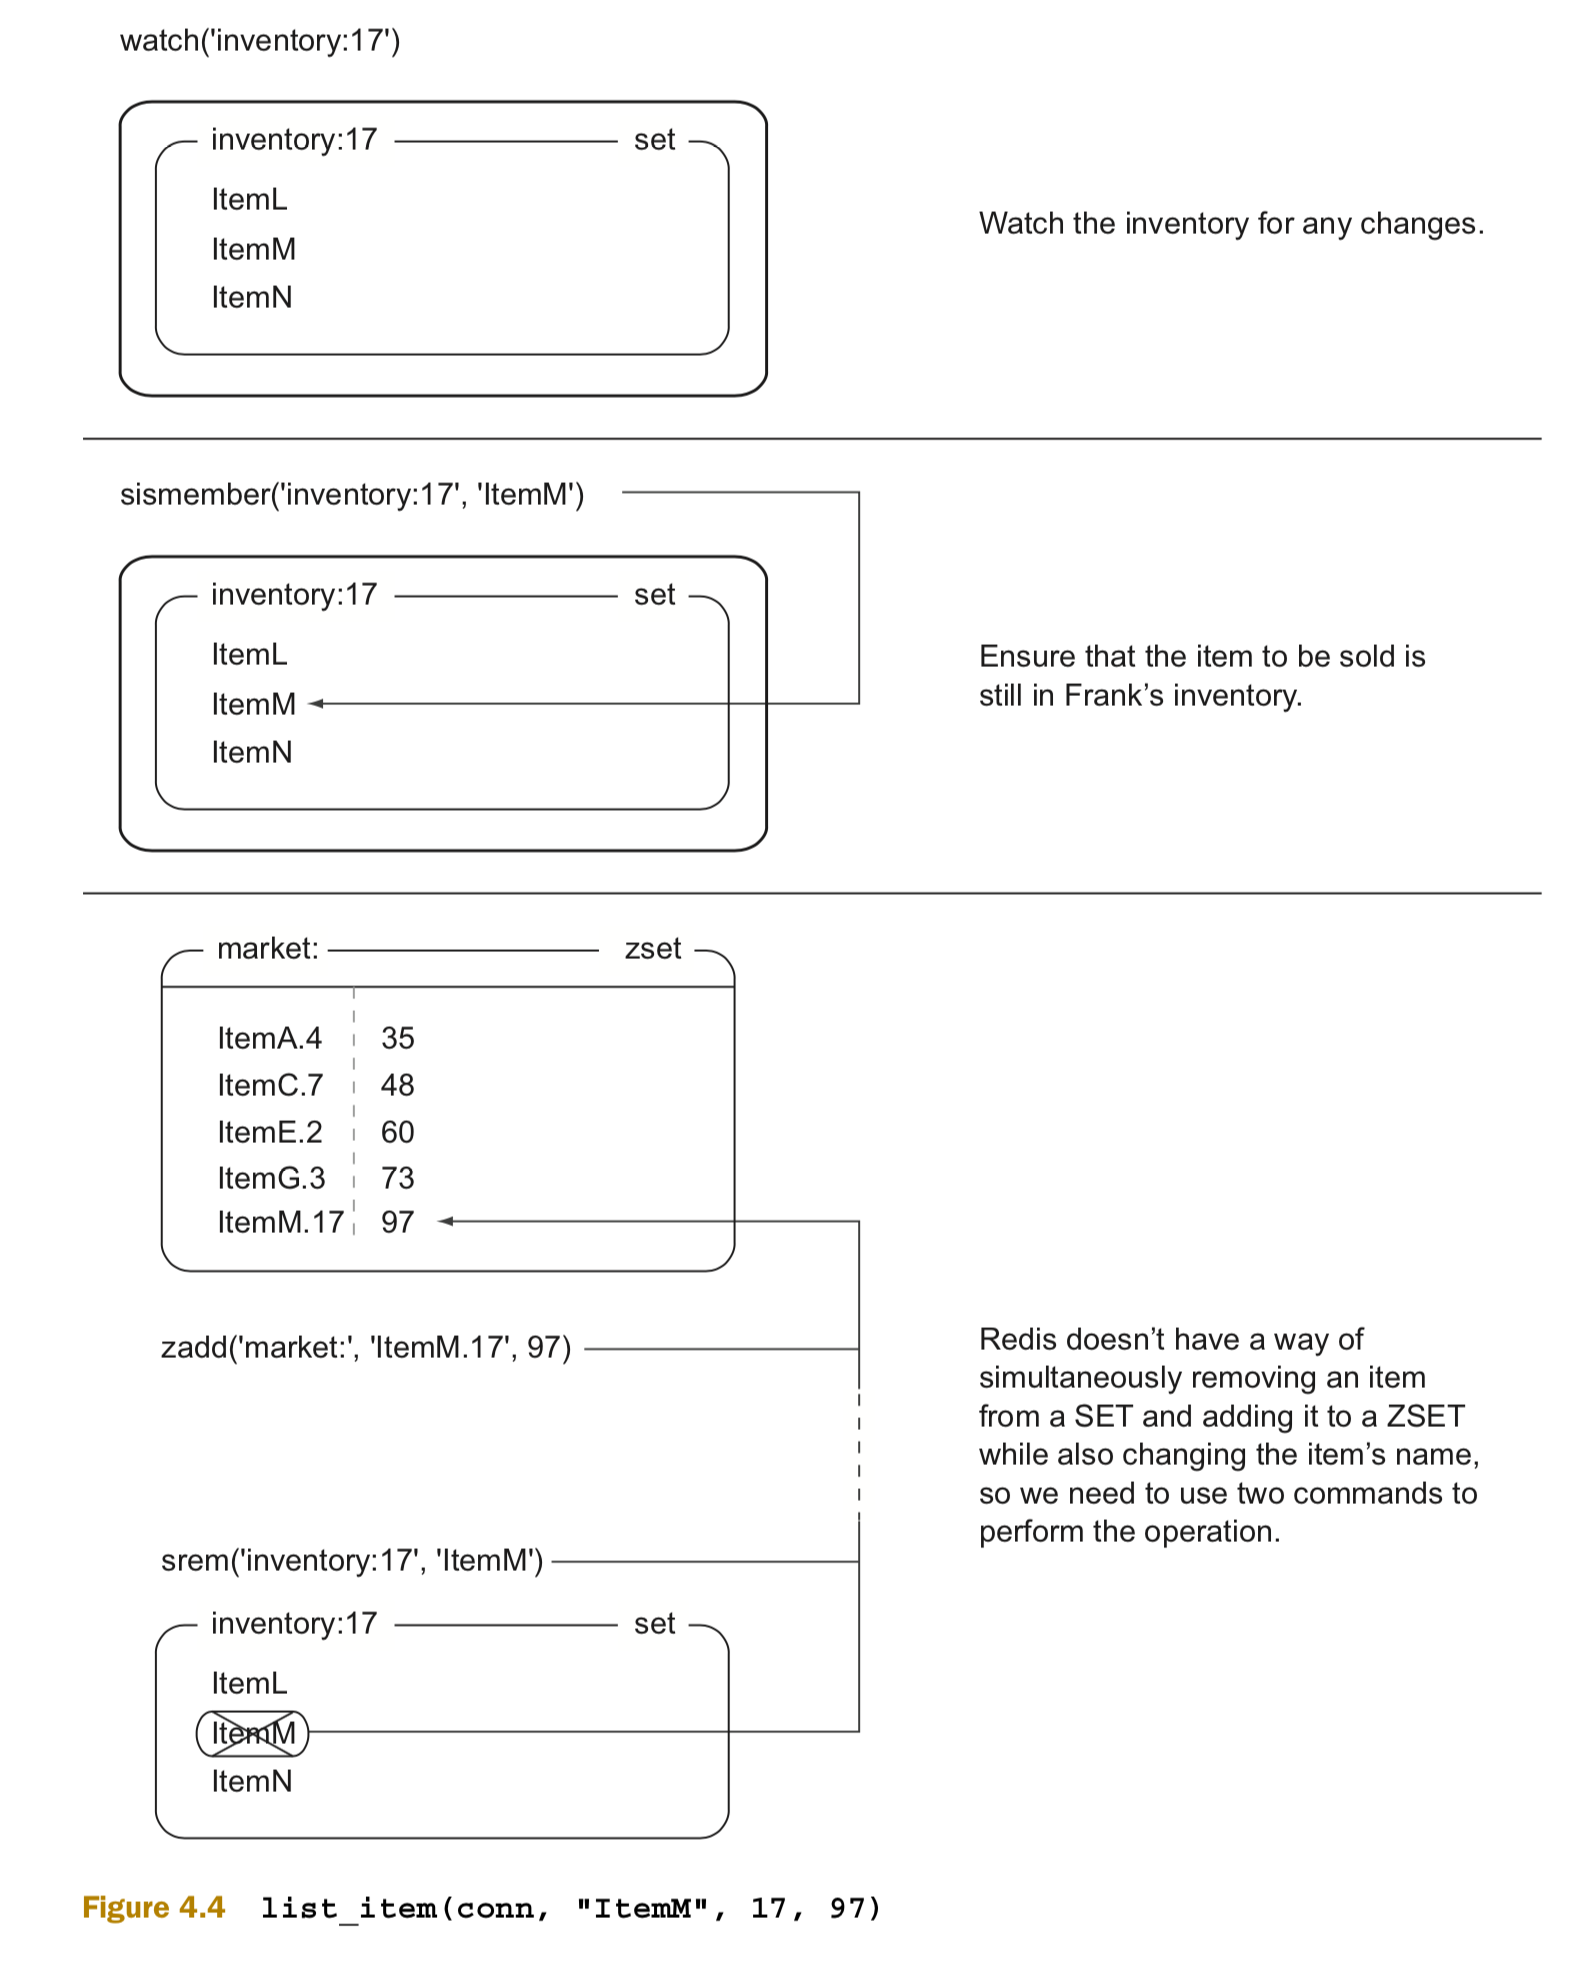 watch('inventory:17')
inventory:17 set
ItemL
ItemM
ItemN
Watch the inventory for any changes.
sismember('inventory:17', 'ItemM')
inventory:17 set
ItemL
ItemM
ItemN
Ensure that the item to be sold is
still in Frank’s inventory.
market: zset
ItemA.4 35
ItemC.7 48
ItemE.2 60
ItemG.3 73
ItemM.17 97
zadd('market:', 'ItemM.17', 97)
Redis doesn’t have a way of
simultaneously removing an item
from a SET and adding it to a ZSET
while also changing the item’s name,
so we need to use two commands to
perform the operation.
srem('inventory:17', 'ItemM')
inventory:17 set
ItemL
ItemM
ItemN
Figure 4.4 list_item(conn, "ItemM", 17, 97)